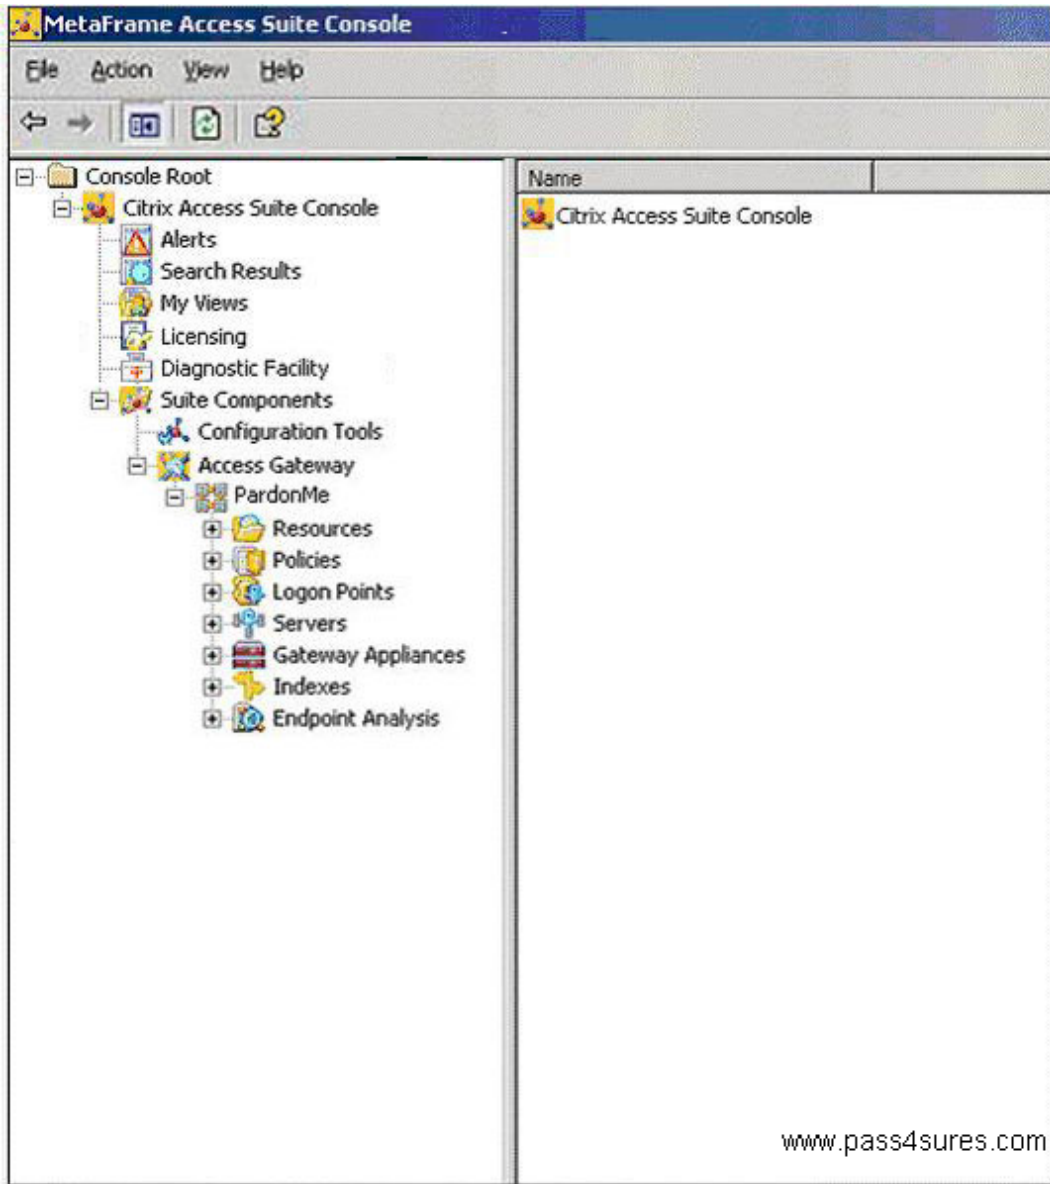 MetaFrame Access Suite Console
File Action View Help
Console Root
Citrix Access Suite Console
Alerts
Search Results
My Views
Licensing
Diagnostic Facility
Suite Components
Configuration Tools
Access Gateway
PardonMe
Resources
Policies
Logon Points
Servers
Gateway Appliances
Indexes
Endpoint Analysis
Name
Citrix Access Suite Console
www.pass4sures.com